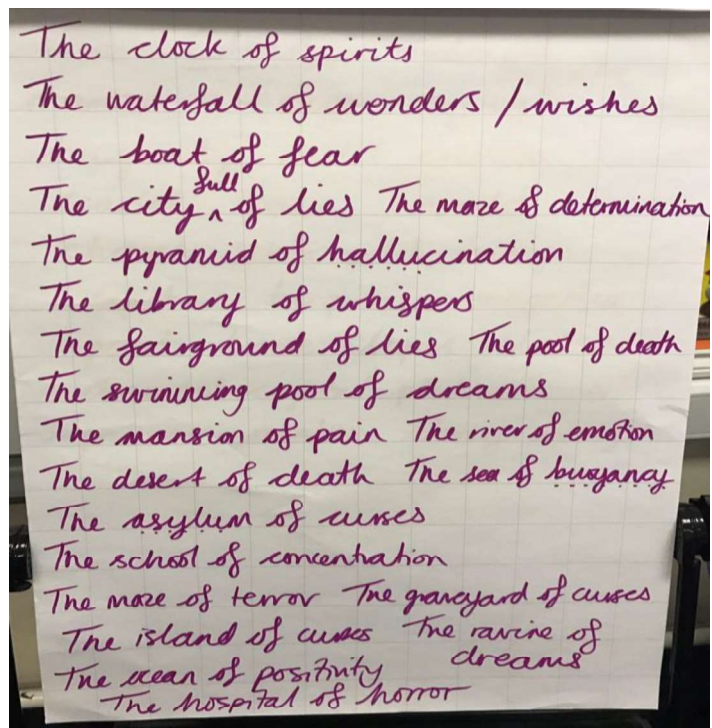 The clock of spirits
The waterfall of wonders / wishes
The boat of fear
The city full of lies The maze of determination
The pyramid of hallucination
The library of whispers
The fairground of lies The pool of death
The swimming pool of dreams
The mansion of pain The river of emotion
The desert of death The sea of buoyancy
The asylum of curses
The school of concentration
The maze of terror The graveyard of curses
The island of curses The ravine of dreams
The ocean of positivity
The hospital of horror